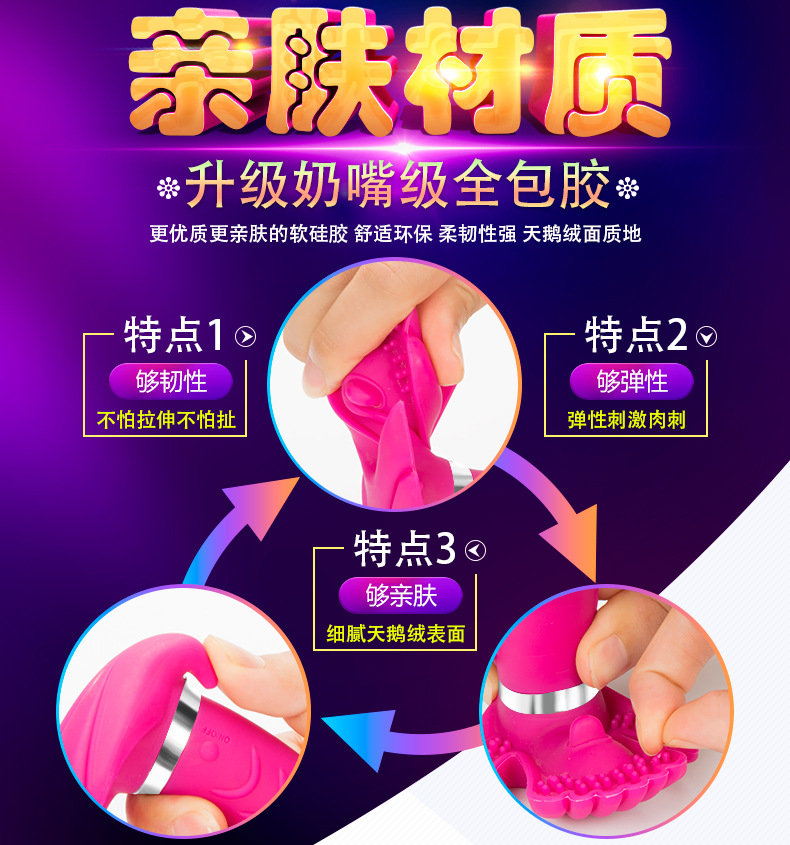 亲肤材质
升级奶嘴级全包胶
更优质更亲肤的软硅胶 舒适环保 柔韧性强 天鹅绒面质地
特点1
够韧性
不怕拉伸不怕扯
特点2
够弹性
弹性刺激肉刺
特点3
够亲肤
细腻天鹅绒表面
ON/OFF